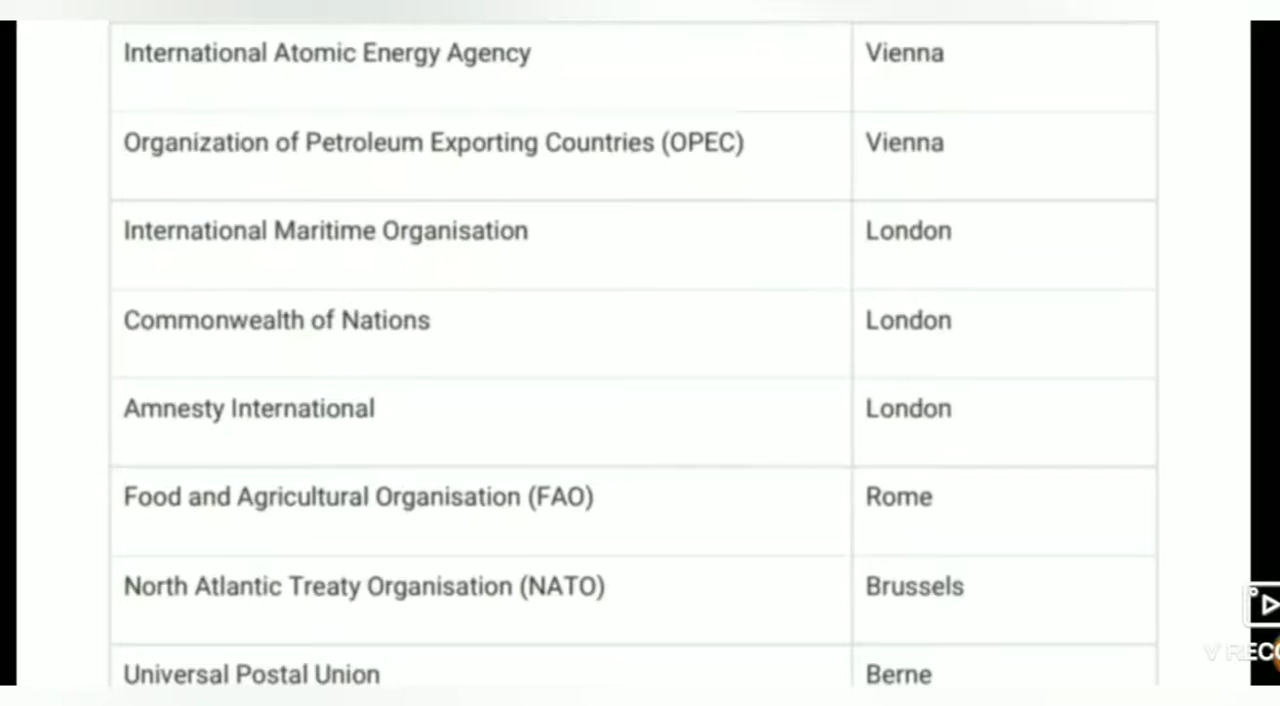 International Atomic Energy Agency Vienna
Organization of Petroleum Exporting Countries (OPEC) Vienna
International Maritime Organisation London
Commonwealth of Nations London
Amnesty International London
Food and Agricultural Organisation (FAO) Rome
North Atlantic Treaty Organisation (NATO) Brussels
Universal Postal Union Berne
V REC